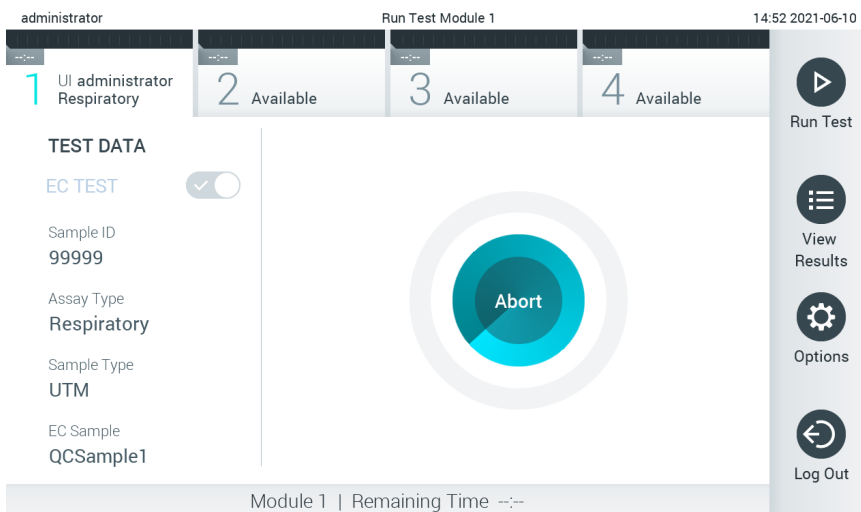 administrator
Run Test Module 1
14:52 2021-06-10
--:--
--:--
--:--
--:--
1
UI administrator
Respiratory
2 Available
3 Available
4 Available
TEST DATA
EC TEST
Sample ID
99999
Assay Type
Respiratory
Sample Type
UTM
EC Sample
QCSample1
Abort
Run Test
View
Results
Options
Log Out
Module 1 | Remaining Time --:--